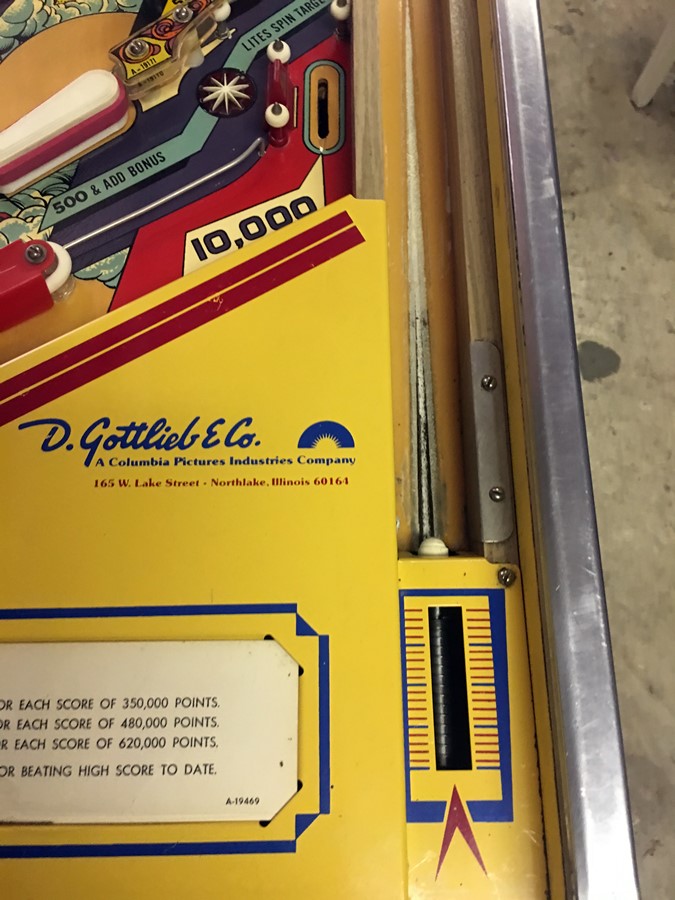 LITES SPIN TARGE
A-18171
500 & ADD BONUS
10,000
D. Gottlieb & Co.
A Columbia Pictures Industries Company
165 W. Lake Street · Northlake, Illinois 60164
OR EACH SCORE OF 350,000 POINTS.
OR EACH SCORE OF 480,000 POINTS.
R EACH SCORE OF 620,000 POINTS.
OR BEATING HIGH SCORE TO DATE.
A-19469